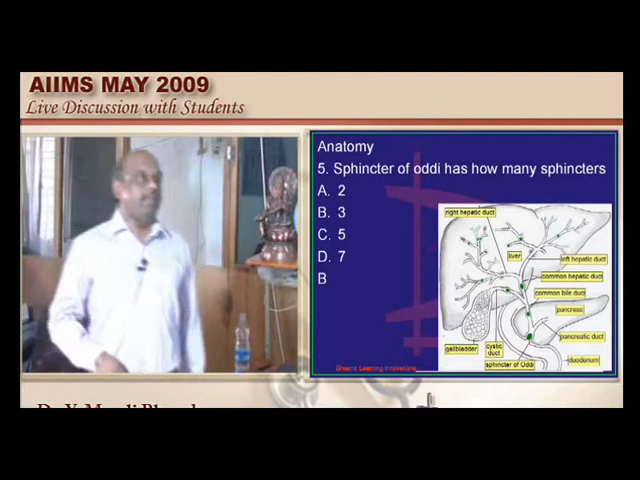 AIIMS MAY 2009
Live Discussion with Students
Anatomy
5. Sphincter of oddi has how many sphincters
A. 2
B. 3
C. 5
D. 7
B
right hepatic duct
liver
left hepatic duct
common hepatic duct
common bile duct
pancreas
pancreatic duct
gallbladder
cystic
duct
duodenum
sphincter of Oddi
Learning Innovations